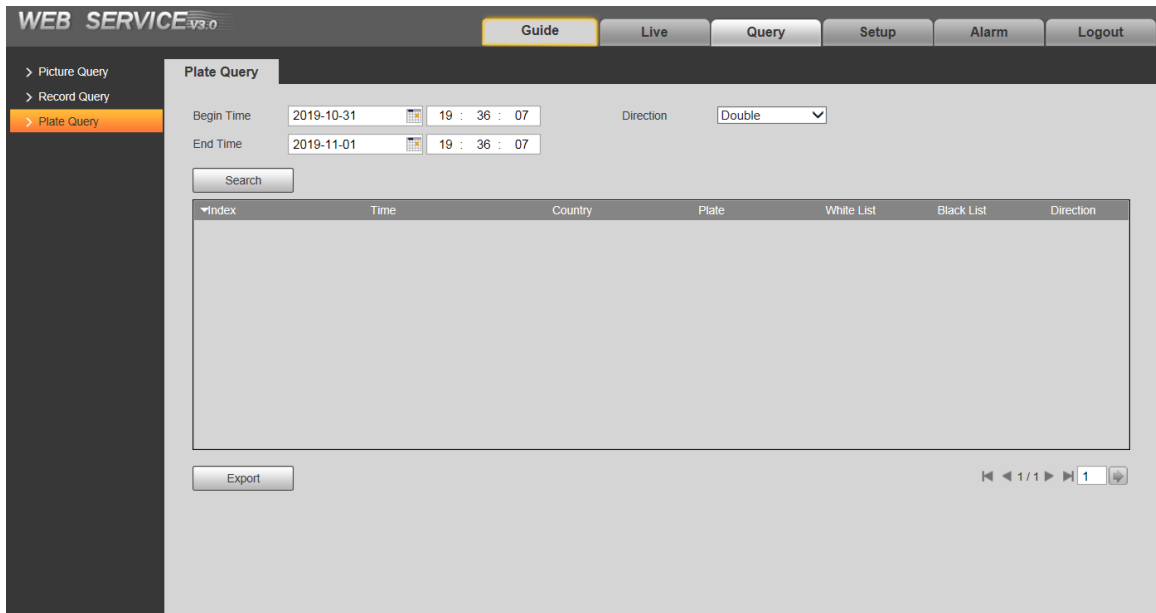 WEB SERVICE V3.0
Guide Live Query Setup Alarm Logout
> Picture Query
> Record Query
> Plate Query
Plate Query
Begin Time 2019-10-31 19 : 36 : 07 Direction Double
End Time 2019-11-01 19 : 36 : 07
Search
Index Time Country Plate White List Black List Direction
Export 1 / 1 1